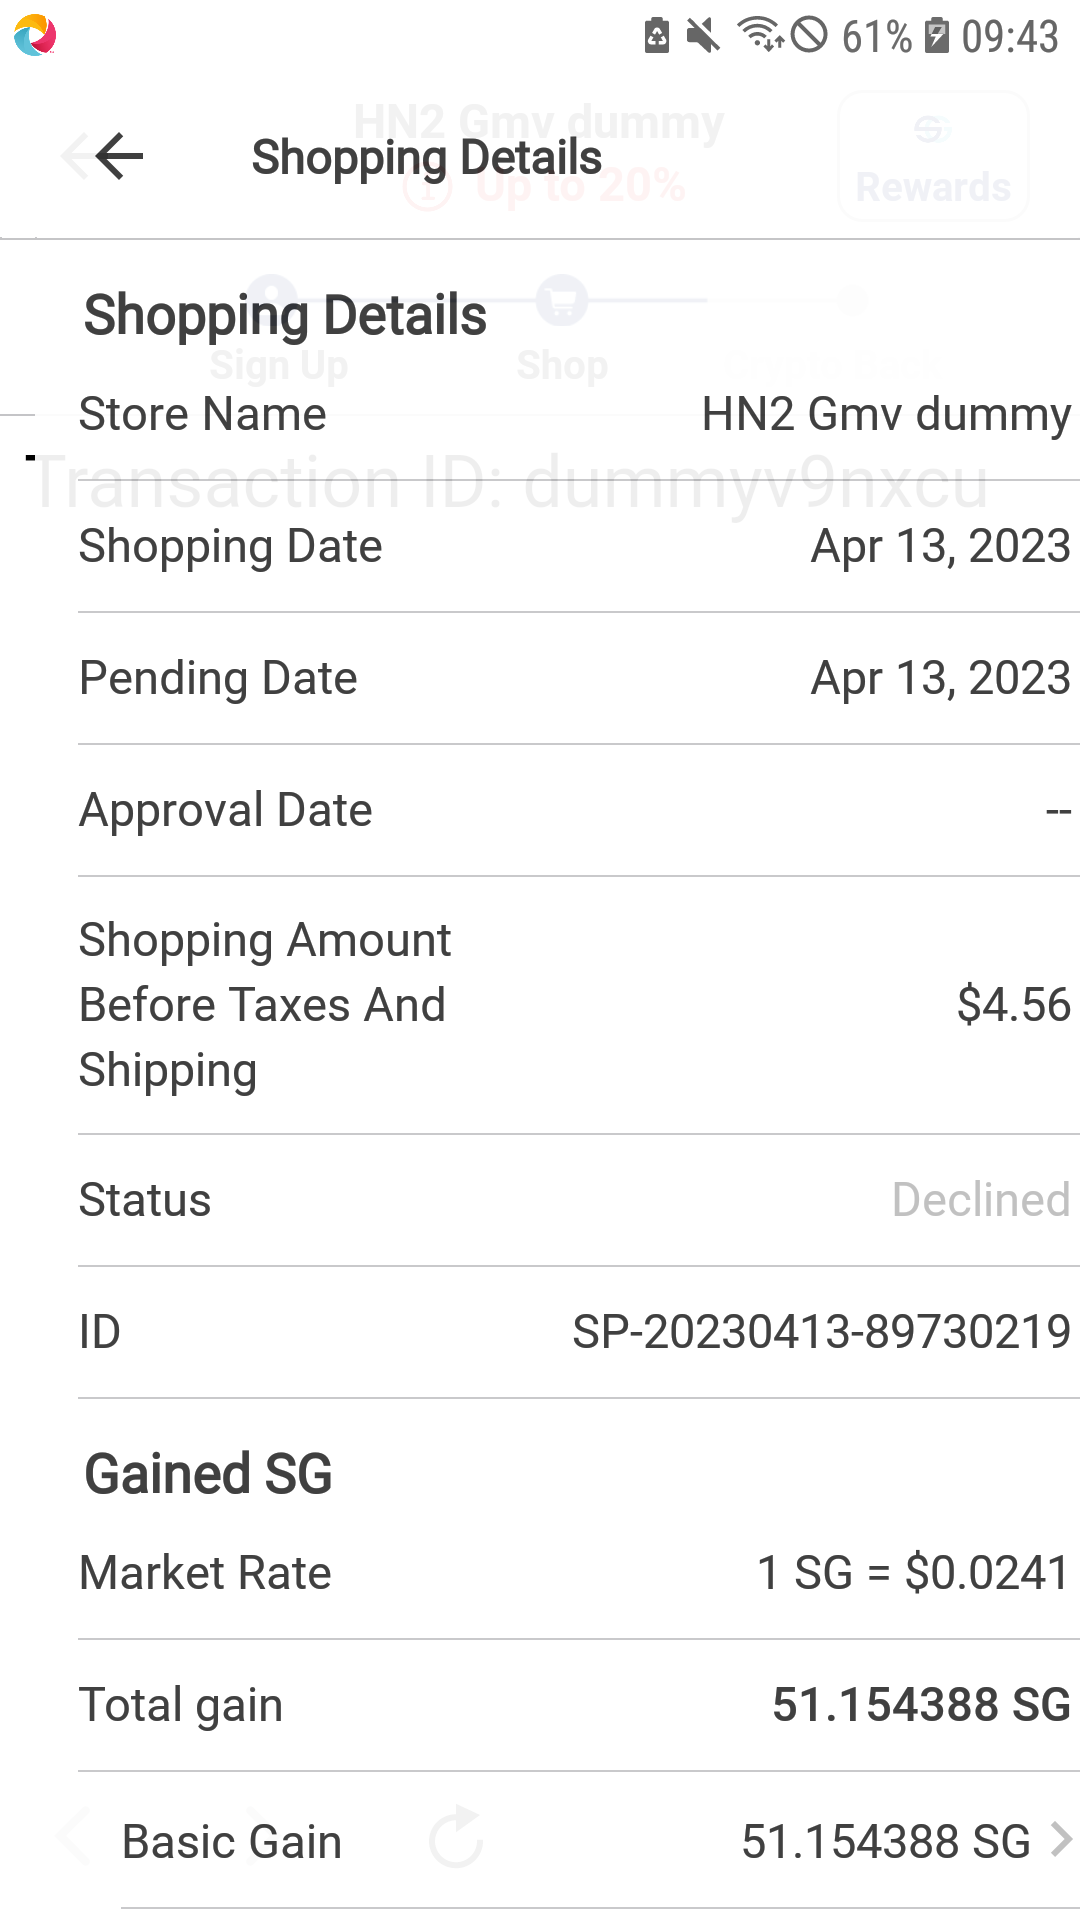 61% 09:43
HN2 Gmv dummy
Shopping Details
Up to 20%
Rewards
Shopping Details
Sign Up Shop Crypto Back
Store Name HN2 Gmv dummy
Transaction ID: dummyv9nxcu
Shopping Date Apr 13, 2023
Pending Date Apr 13, 2023
Approval Date --
Shopping Amount
Before Taxes And
Shipping
$4.56
Status Declined
ID SP-20230413-89730219
Gained SG
Market Rate 1 SG = $0.0241
Total gain 51.154388 SG
Basic Gain 51.154388 SG